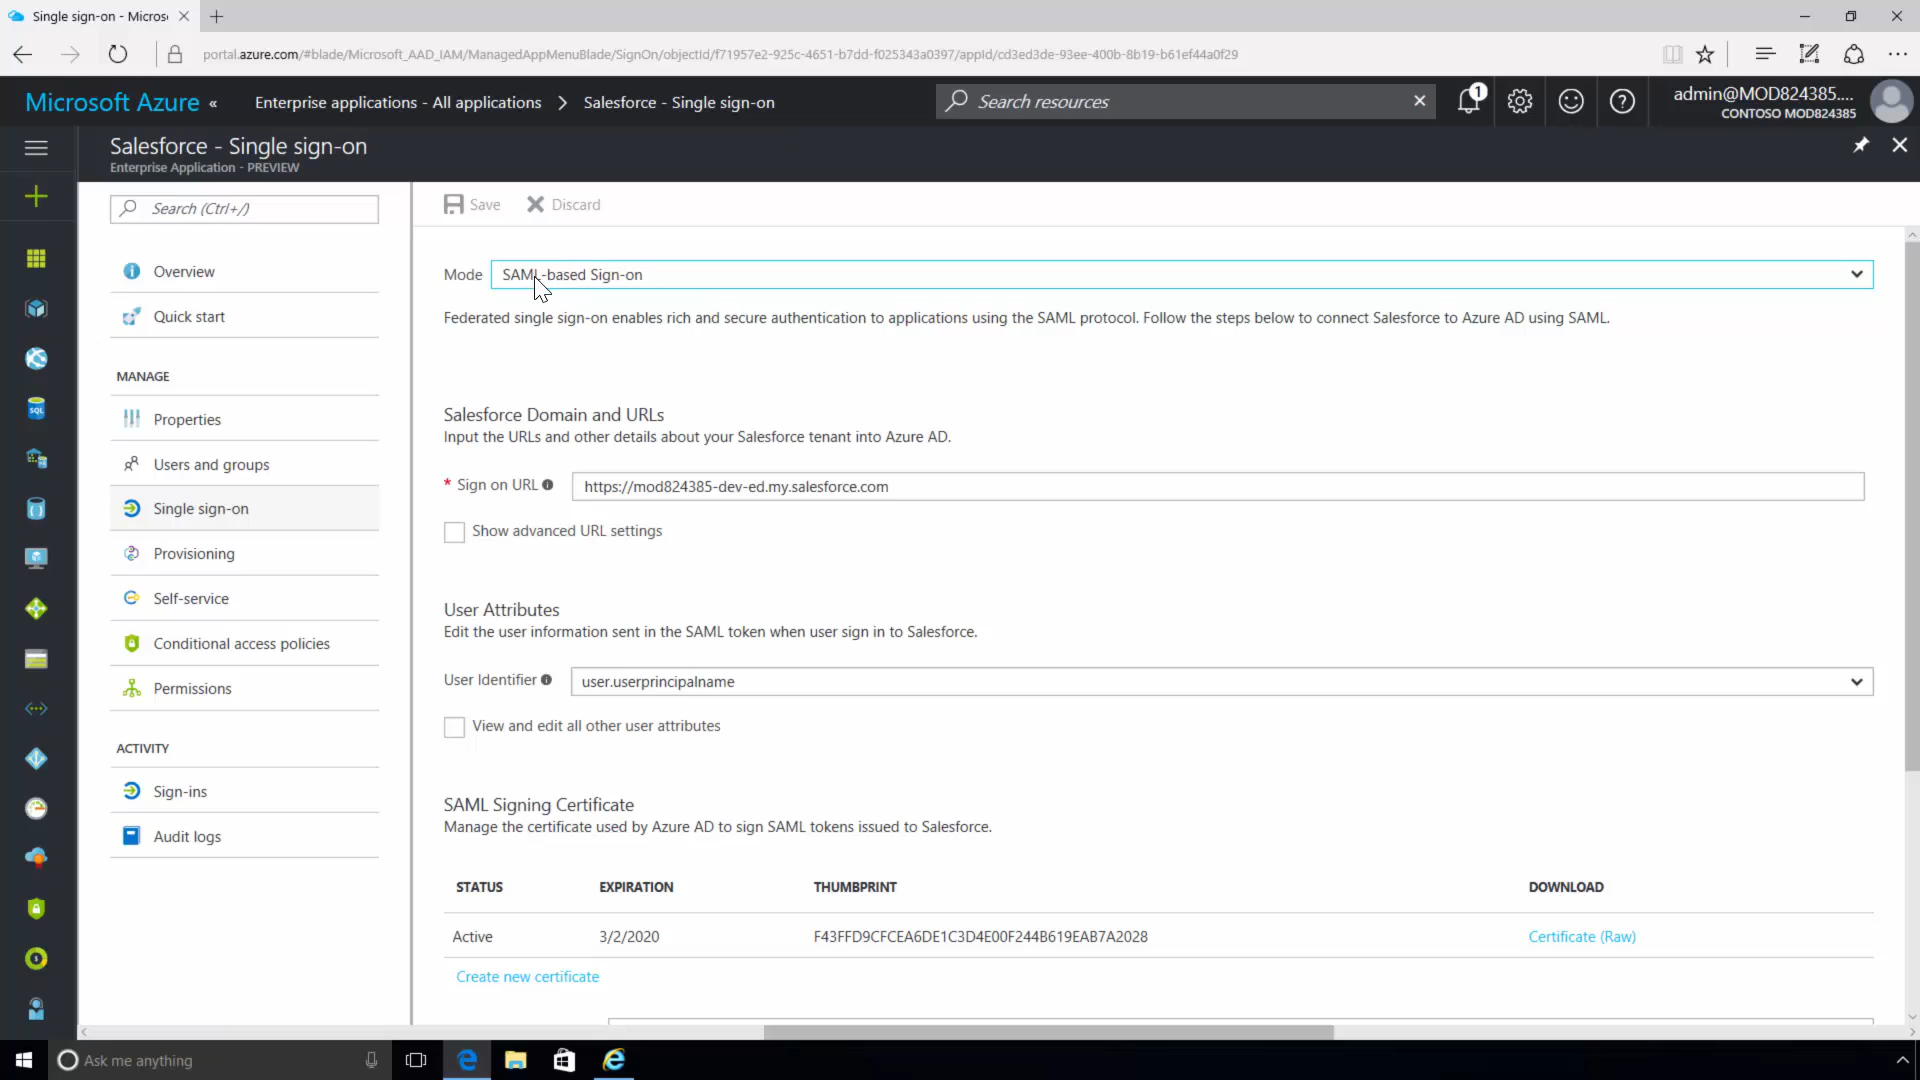 Single sign-on - Micros
portal.azure.com/#blade/Microsoft_AAD_IAM/ManagedAppMenuBlade/SignOn/objectId/f71957e2-925c-4651-b7dd-f025343a0397/appId/cd3ed3de-93ee-400b-8b19-b61ef44a0f29
Microsoft Azure «
Enterprise applications - All applications > Salesforce - Single sign-on
Search resources
1
admin@MOD824385....
CONTOSO MOD824385
Salesforce - Single sign-on
Enterprise Application - PREVIEW
Search (Ctrl+/)
Overview
Quick start
MANAGE
Properties
Users and groups
Single sign-on
Provisioning
Self-service
Conditional access policies
Permissions
ACTIVITY
Sign-ins
Audit logs
Save
Discard
Mode SAML-based Sign-on
Federated single sign-on enables rich and secure authentication to applications using the SAML protocol. Follow the steps below to connect Salesforce to Azure AD using SAML.
Salesforce Domain and URLs
Input the URLs and other details about your Salesforce tenant into Azure AD.
* Sign on URL https://mod824385-dev-ed.my.salesforce.com
Show advanced URL settings
User Attributes
Edit the user information sent in the SAML token when user sign in to Salesforce.
User Identifier user.userprincipalname
View and edit all other user attributes
SAML Signing Certificate
Manage the certificate used by Azure AD to sign SAML tokens issued to Salesforce.
STATUS EXPIRATION THUMBPRINT DOWNLOAD
Active 3/2/2020 F43FFD9CFCEA6DE1C3D4E00F244B619EAB7A2028 Certificate (Raw)
Create new certificate
SQL
Ask me anything